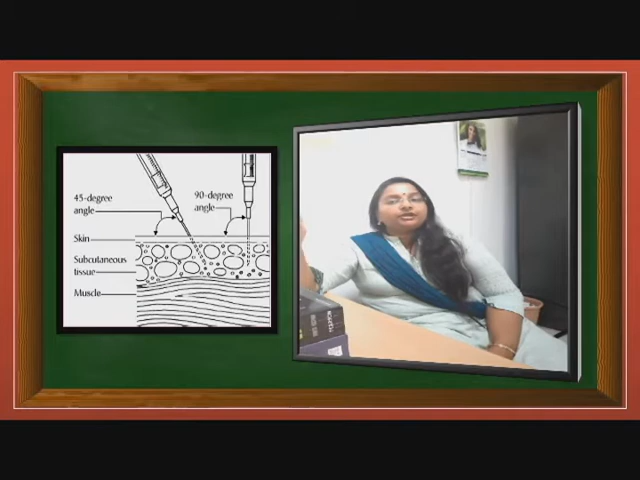 45-degree
angle
90-degree
angle
Skin
Subcutaneous
tissue
Muscle